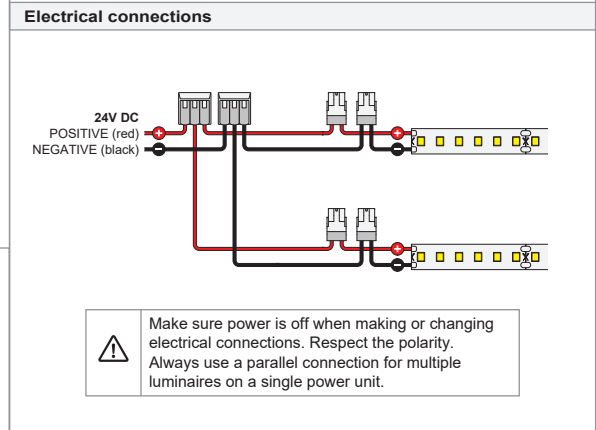 Electrical connections
24V DC
POSITIVE (red)
NEGATIVE (black)
Make sure power is off when making or changing
electrical connections. Respect the polarity.
Always use a parallel connection for multiple
luminaires on a single power unit.